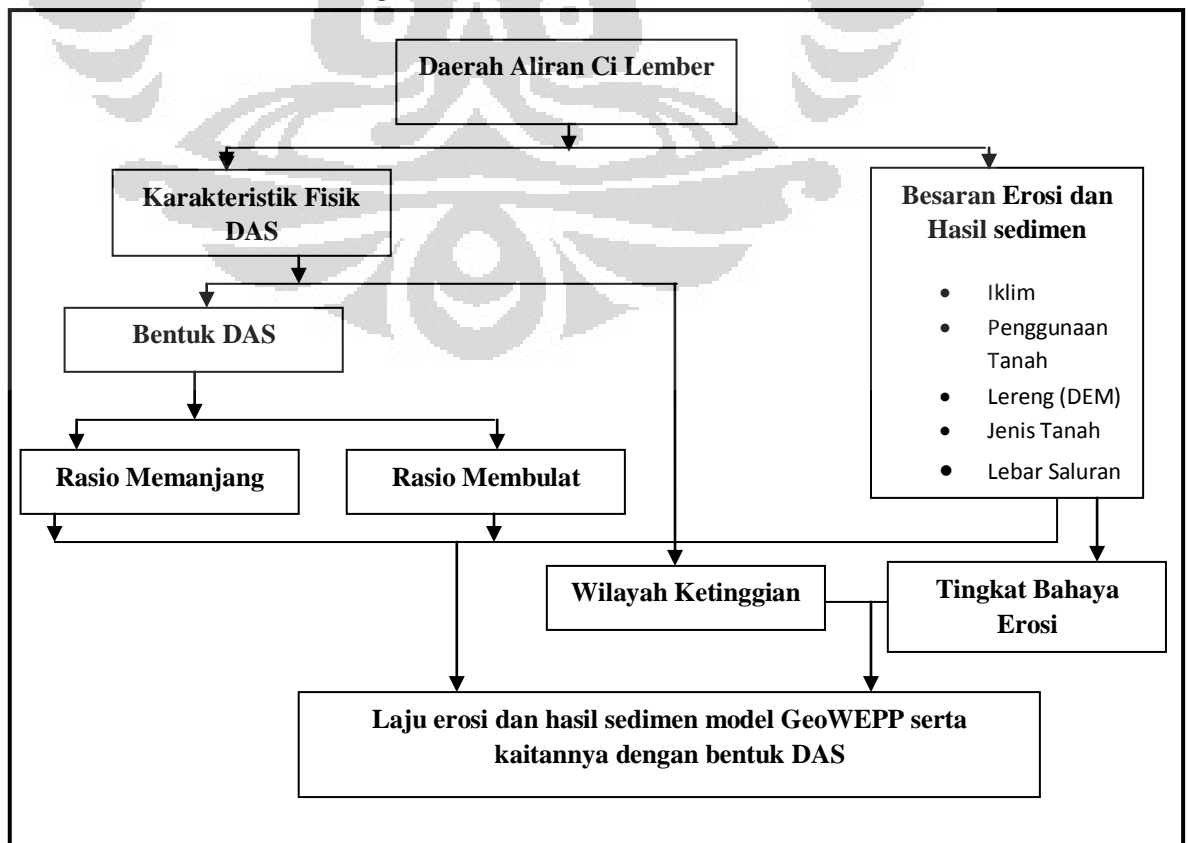 Daerah Aliran Ci Lember
Karakteristik Fisik
DAS
Besaran Erosi dan
Hasil sedimen
• Iklim
• Penggunaan
Tanah
• Lereng (DEM)
• Jenis Tanah
• Lebar Saluran
Bentuk DAS
Rasio Memanjang
Rasio Membulat
Wilayah Ketinggian
Tingkat Bahaya
Erosi
Laju erosi dan hasil sedimen model GeoWEPP serta
kaitannya dengan bentuk DAS